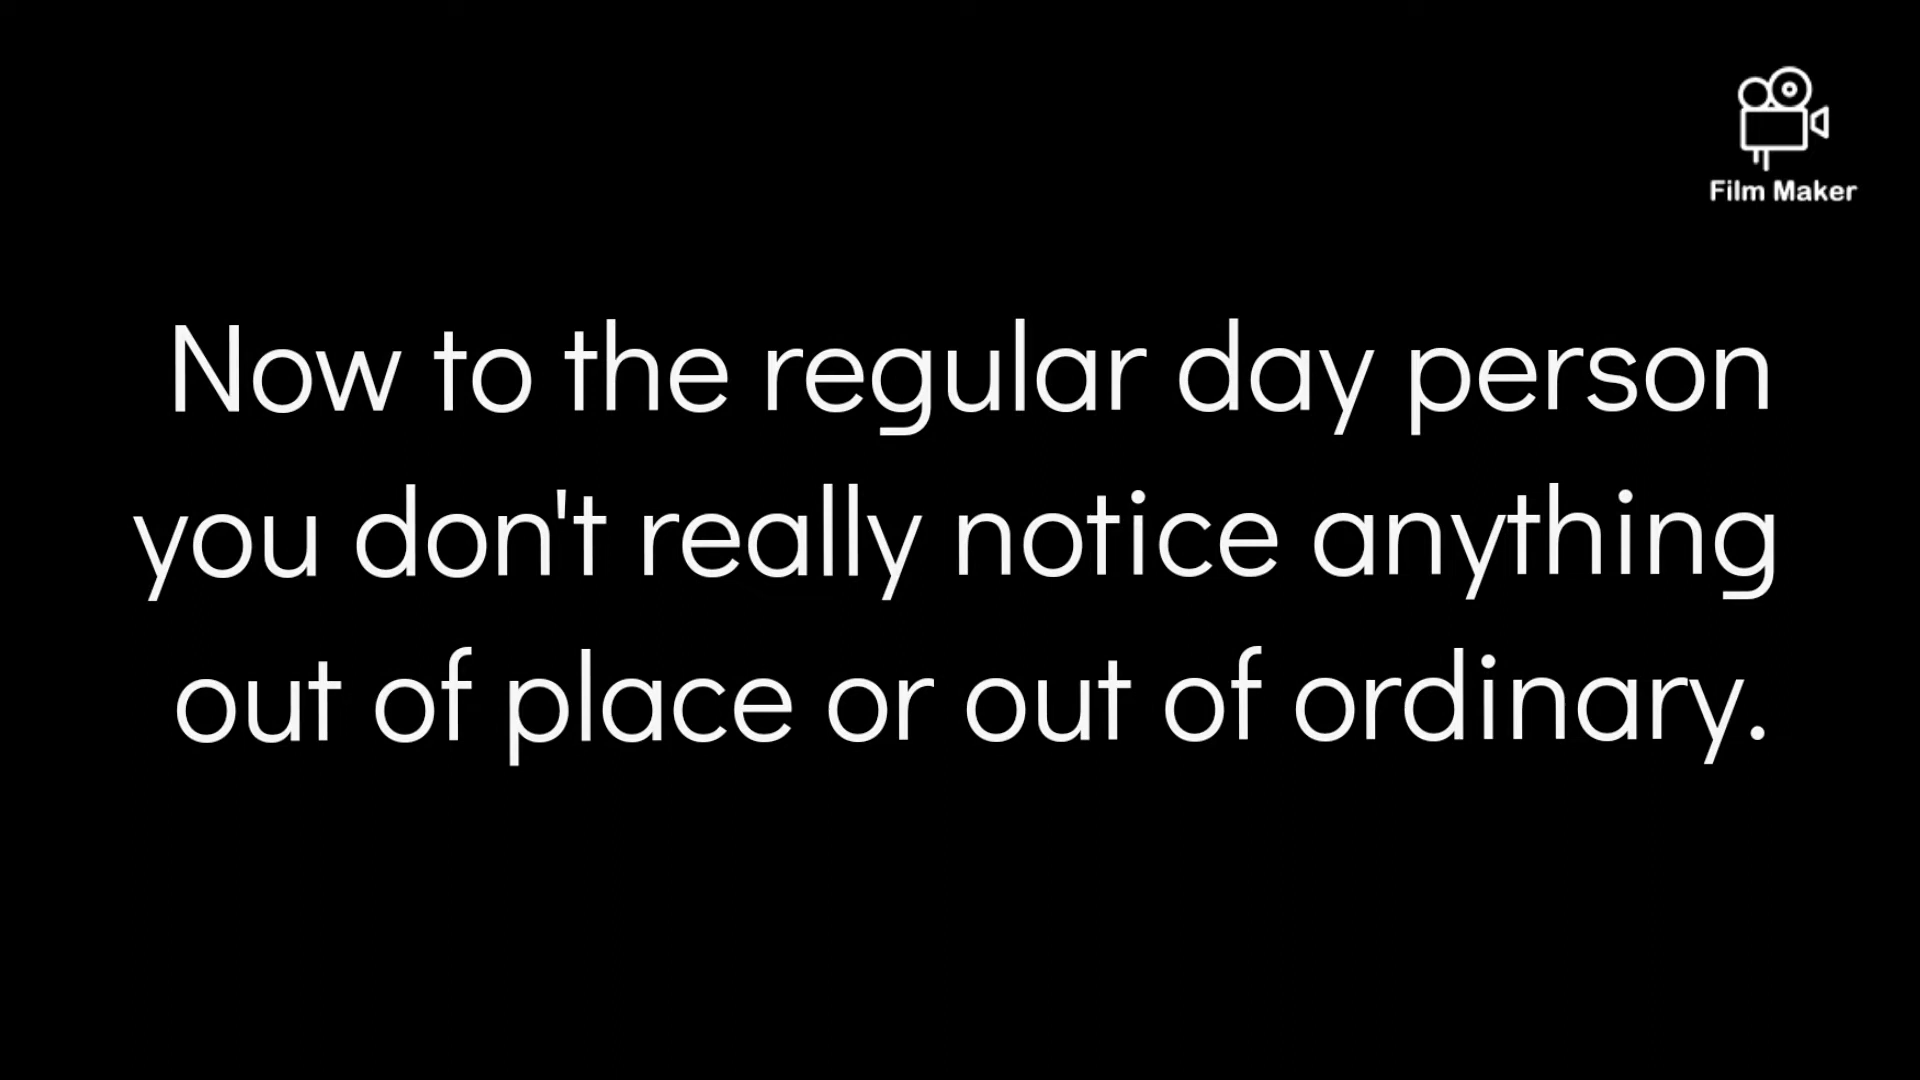 Film Maker
Now to the regular day person
you don't really notice anything
out of place or out of ordinary.